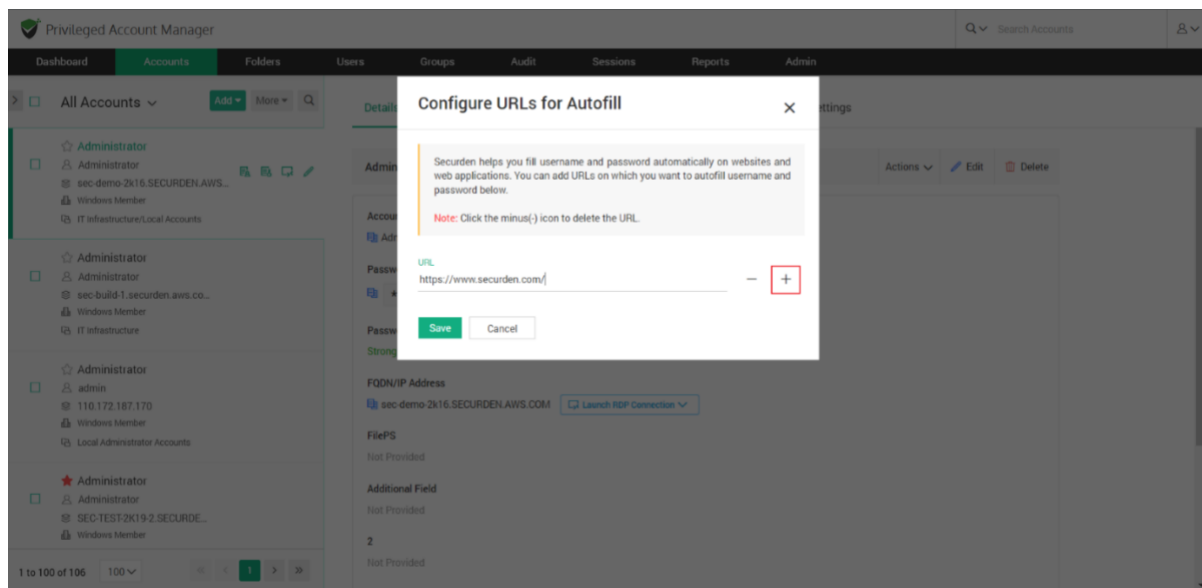 Privileged Account Manager
Search Accounts
Dashboard Accounts Folders Users Groups Audit Sessions Reports Admin
All Accounts
Add More
Administrator
Administrator
sec-demo-2k16.SECURDEN.AWS...
Windows Member
IT Infrastructure/Local Accounts
Administrator
Administrator
sec-build-1.securden.aws.co...
Windows Member
IT Infrastructure
Administrator
admin
110.172.187.170
Windows Member
Local Administrator Accounts
Administrator
Administrator
SEC-TEST-2K19-2.SECURDE...
Windows Member
1 to 100 of 106 100 1
Details
ttings
Admin
Actions Edit Delete
Accou
Adr
Passw
Passw
Strong
FQDN/IP Address
sec-demo-2k16.SECURDEN.AWS.COM Launch RDP Connection
FilePS
Not Provided
Additional Field
Not Provided
2
Not Provided
Configure URLs for Autofill
Securden helps you fill username and password automatically on websites and
web applications. You can add URLs on which you want to autofill username and
password below.
Note: Click the minus(-) icon to delete the URL.
URL
https://www.securden.com/
Save Cancel